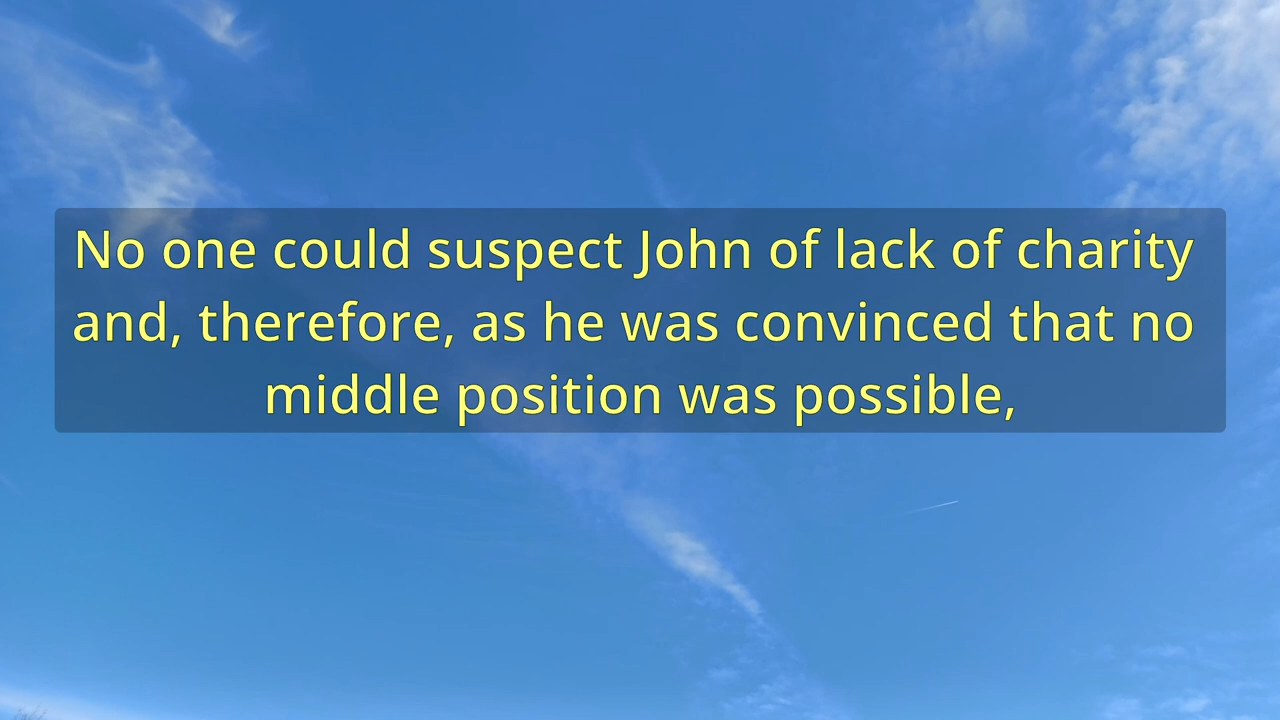 No one could suspect John of lack of charity
and, therefore, as he was convinced that no
middle position was possible,